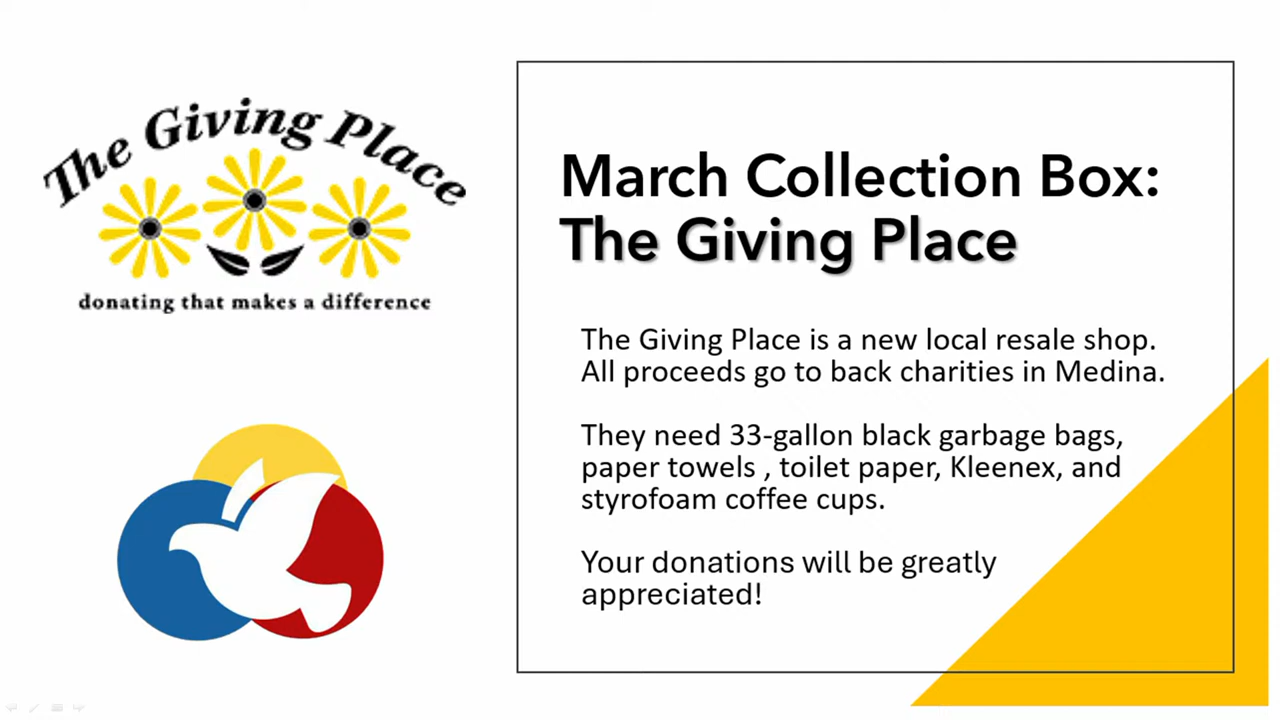 The Giving Place
donating that makes a difference
March Collection Box:
The Giving Place
The Giving Place is a new local resale shop.
All proceeds go to back charities in Medina.
They need 33-gallon black garbage bags,
paper towels , toilet paper, Kleenex, and
styrofoam coffee cups.
Your donations will be greatly
appreciated!